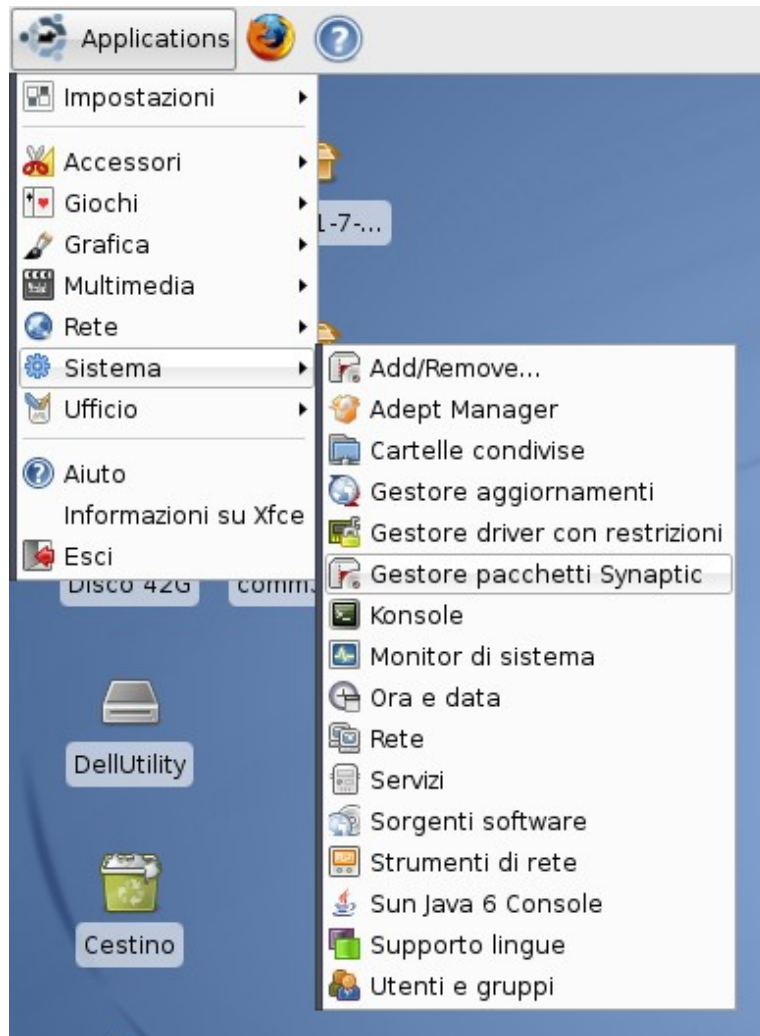 Applications
Impostazioni
Accessori
Giochi
Grafica
Multimedia
Rete
Sistema
Ufficio
Aiuto
Informazioni su Xfce
Esci
Add/Remove...
Adept Manager
Cartelle condivise
Gestore aggiornamenti
Gestore driver con restrizioni
Gestore pacchetti Synaptic
Konsole
Monitor di sistema
Ora e data
Rete
Servizi
Sorgenti software
Strumenti di rete
Sun Java 6 Console
Supporto lingue
Utenti e gruppi
1-7-...
Disco 42G
DellUtility
Cestino